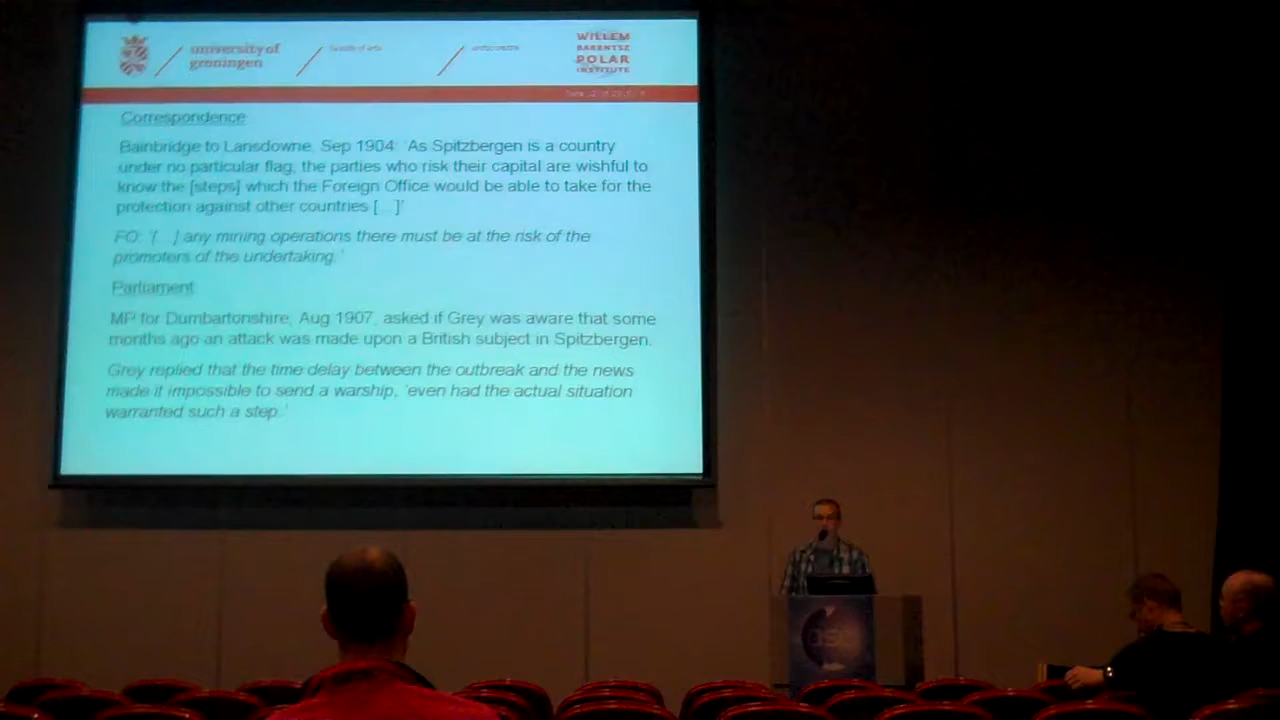 university of
groningen
faculty of arts
arctic centre
WILLEM
BARENTSZ
POLAR
INSTITUTE
Correspondence
Bainbridge to Lansdowne, Sep 1904: 'As Spitzbergen is a country
under no particular flag, the parties who risk their capital are wishful to
know the [steps] which the Foreign Office would be able to take for the
protection against other countries [...]'
FO: '[...] any mining operations there must be at the risk of the
promoters of the undertaking.'
Parliament
MP for Dumbartonshire, Aug 1907, asked if Grey was aware that some
months ago an attack was made upon a British subject in Spitzbergen.
Grey replied that the time delay between the outbreak and the news
made it impossible to send a warship, 'even had the actual situation
warranted such a step.'